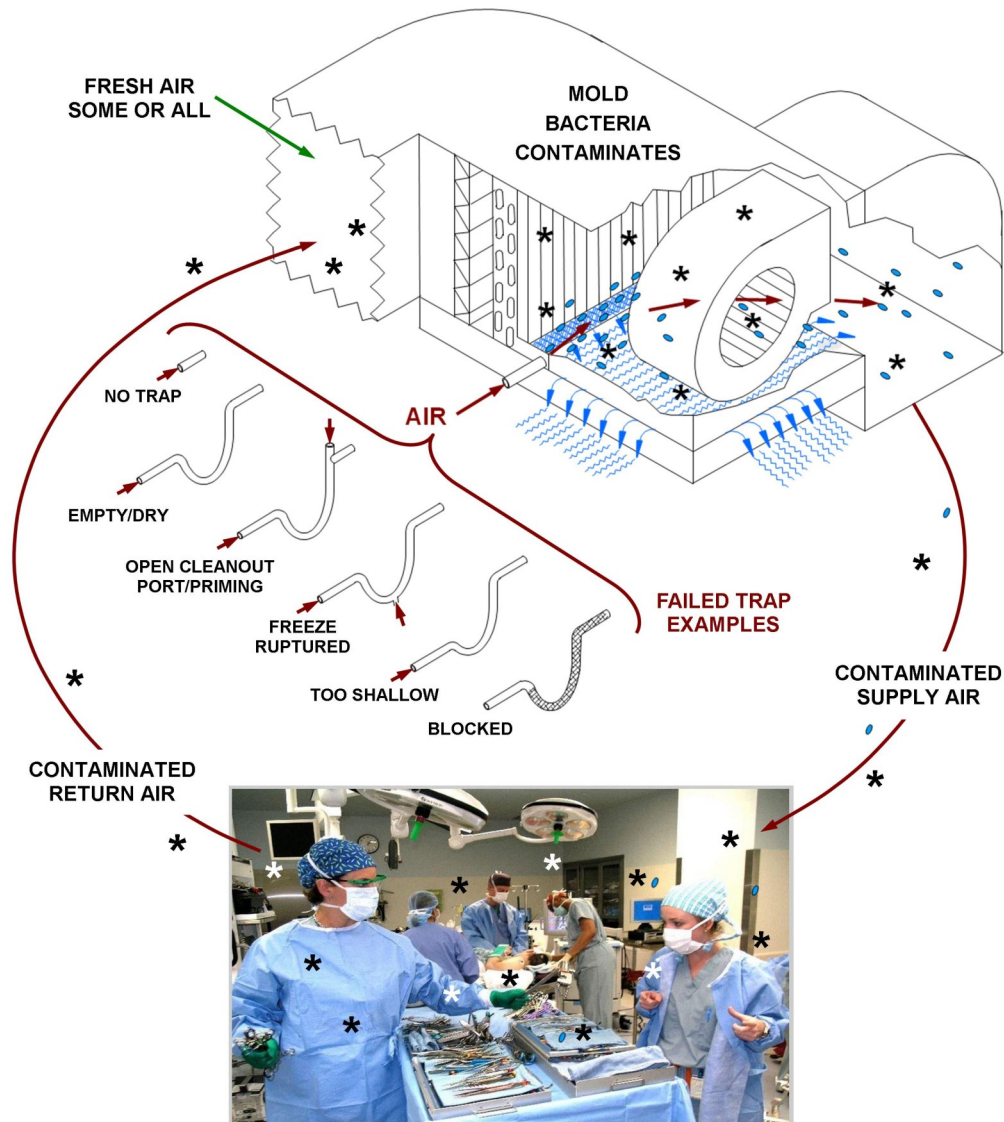 FRESH AIR
SOME OR ALL
MOLD
BACTERIA
CONTAMINATES
NO TRAP
AIR
EMPTY/DRY
OPEN CLEANOUT
PORT/PRIMING
FREEZE
RUPTURED
TOO SHALLOW
BLOCKED
FAILED TRAP
EXAMPLES
CONTAMINATED
SUPPLY AIR
CONTAMINATED
RETURN AIR